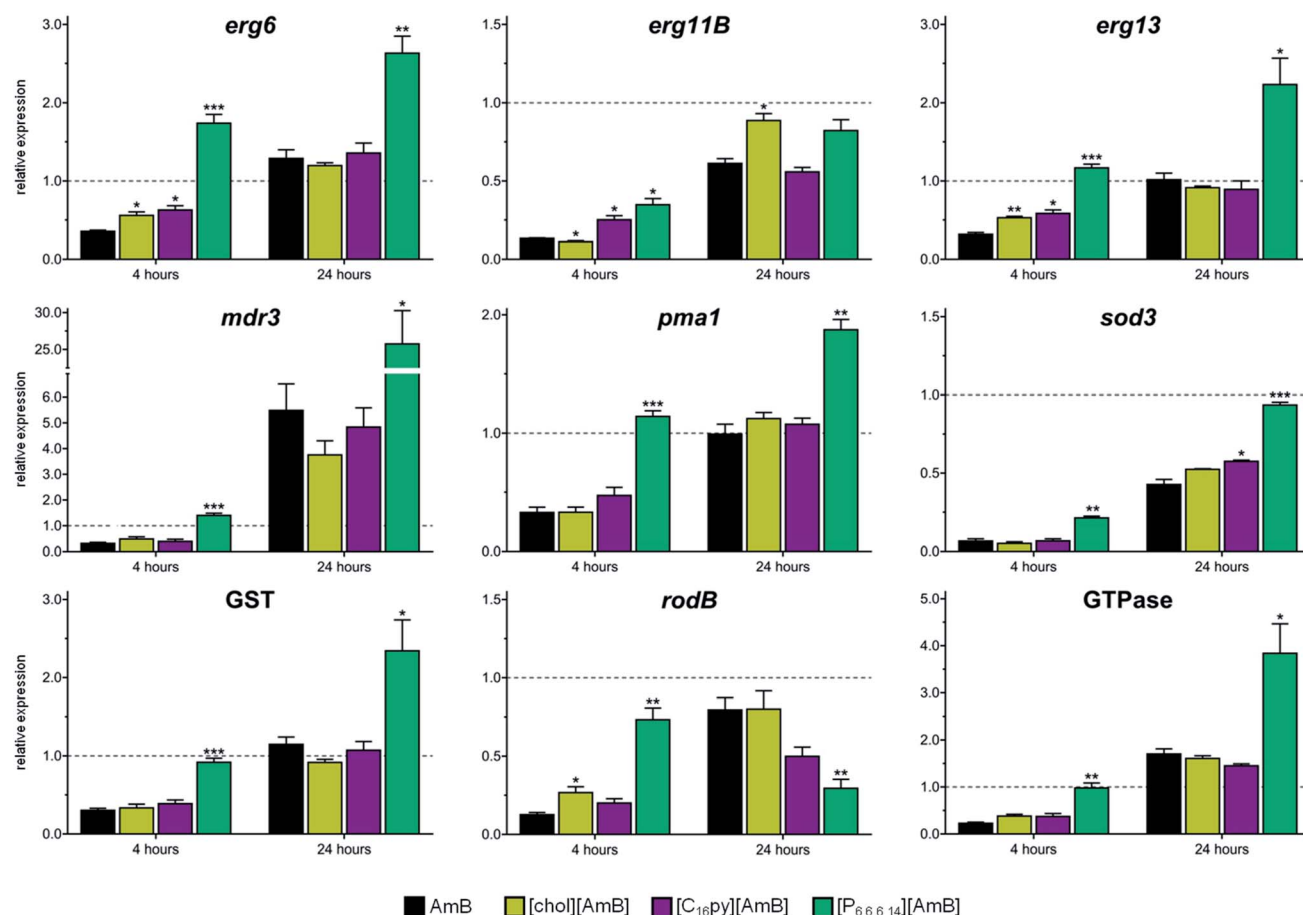 erg6
erg11B
erg13
relative expression
3.0
2.0
1.0
0.0
*
*
***
**
4 hours
24 hours
1.5
1.0
0.5
0.0
*
*
*
*
4 hours
24 hours
3.0
2.0
1.0
0.0
**
*
***
*
4 hours
24 hours
mdr3
pma1
sod3
relative expression
30.0
25.0
6.0
5.0
4.0
3.0
2.0
1.0
0.0
***
*
4 hours
24 hours
2.0
1.0
0.0
***
**
4 hours
24 hours
1.5
1.0
0.5
0.0
**
*
***
4 hours
24 hours
GST
rodB
GTPase
relative expression
3.0
2.0
1.0
0.0
***
*
4 hours
24 hours
1.5
1.0
0.5
0.0
*
**
**
4 hours
24 hours
5.0
4.0
3.0
2.0
1.0
0.0
**
*
4 hours
24 hours
AmB [chol][AmB] [C16py][AmB] [P6 6 6 14][AmB]